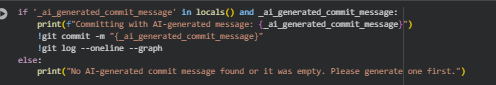 if '_ai_generated_commit_message' in locals() and _ai_generated_commit_message:
    print(f"Committing with AI-generated message: {_ai_generated_commit_message}")
    !git commit -m "{_ai_generated_commit_message}"
    !git log --oneline --graph
else:
    print("No AI-generated commit message found or it was empty. Please generate one first.")